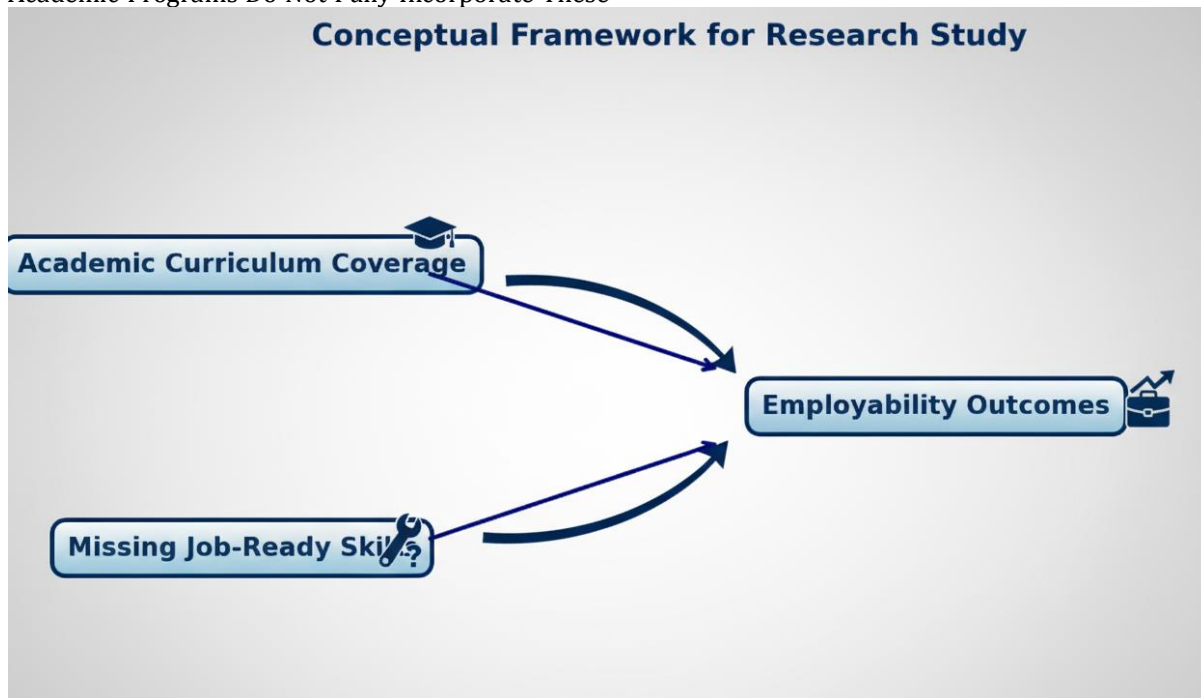 Academic Programs Do Not Fully Incorporate These
Conceptual Framework for Research Study
Academic Curriculum Coverage
Employability Outcomes
Missing Job-Ready Skills
?